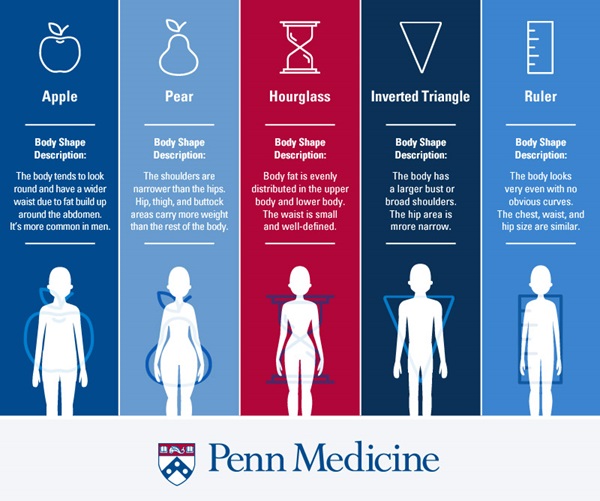 Apple
Body Shape
Description:
The body tends to look
round and have a wider
waist due to fat build up
around the abdomen.
It's more common in men.
Pear
Body Shape
Description:
The shoulders are
narrower than the hips.
Hip, thigh, and buttock
areas carry more weight
than the rest of the body.
Hourglass
Body Shape
Description:
Body fat is evenly
distributed in the upper
body and lower body.
The waist is small
and well-defined.
Inverted Triangle
Body Shape
Description:
The body has
a larger bust or
broad shoulders.
The hip area is
mrore narrow.
Ruler
Body Shape
Description:
The body looks
very even with no
obvious curves.
The chest, waist, and
hip size are similar.
Penn Medicine